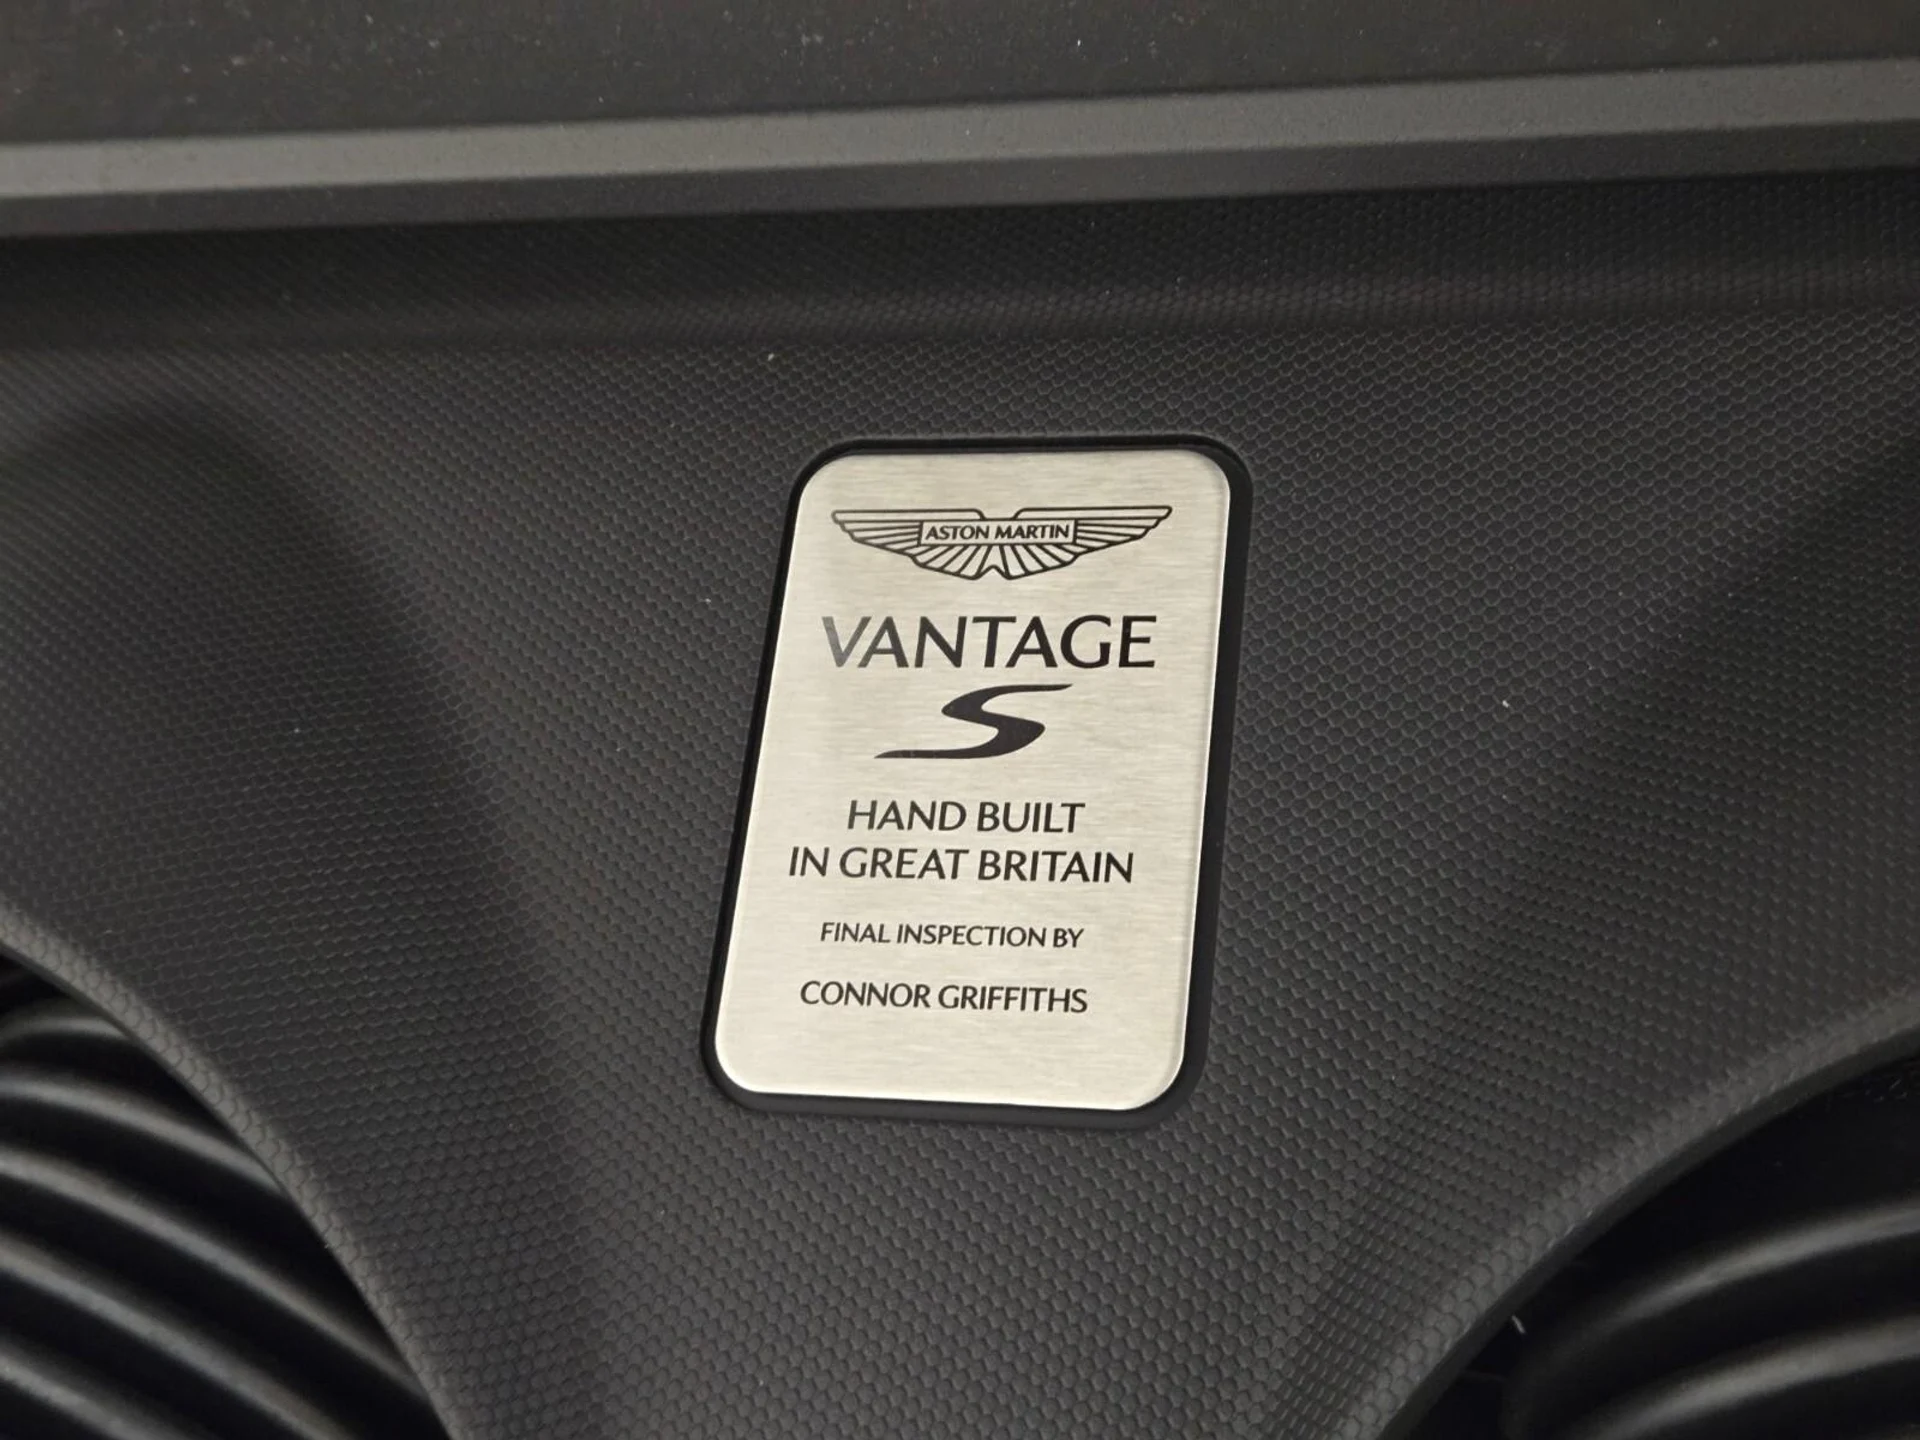 ASTON MARTIN
VANTAGE
S
HAND BUILT
IN GREAT BRITAIN
FINAL INSPECTION BY
CONNOR GRIFFITHS